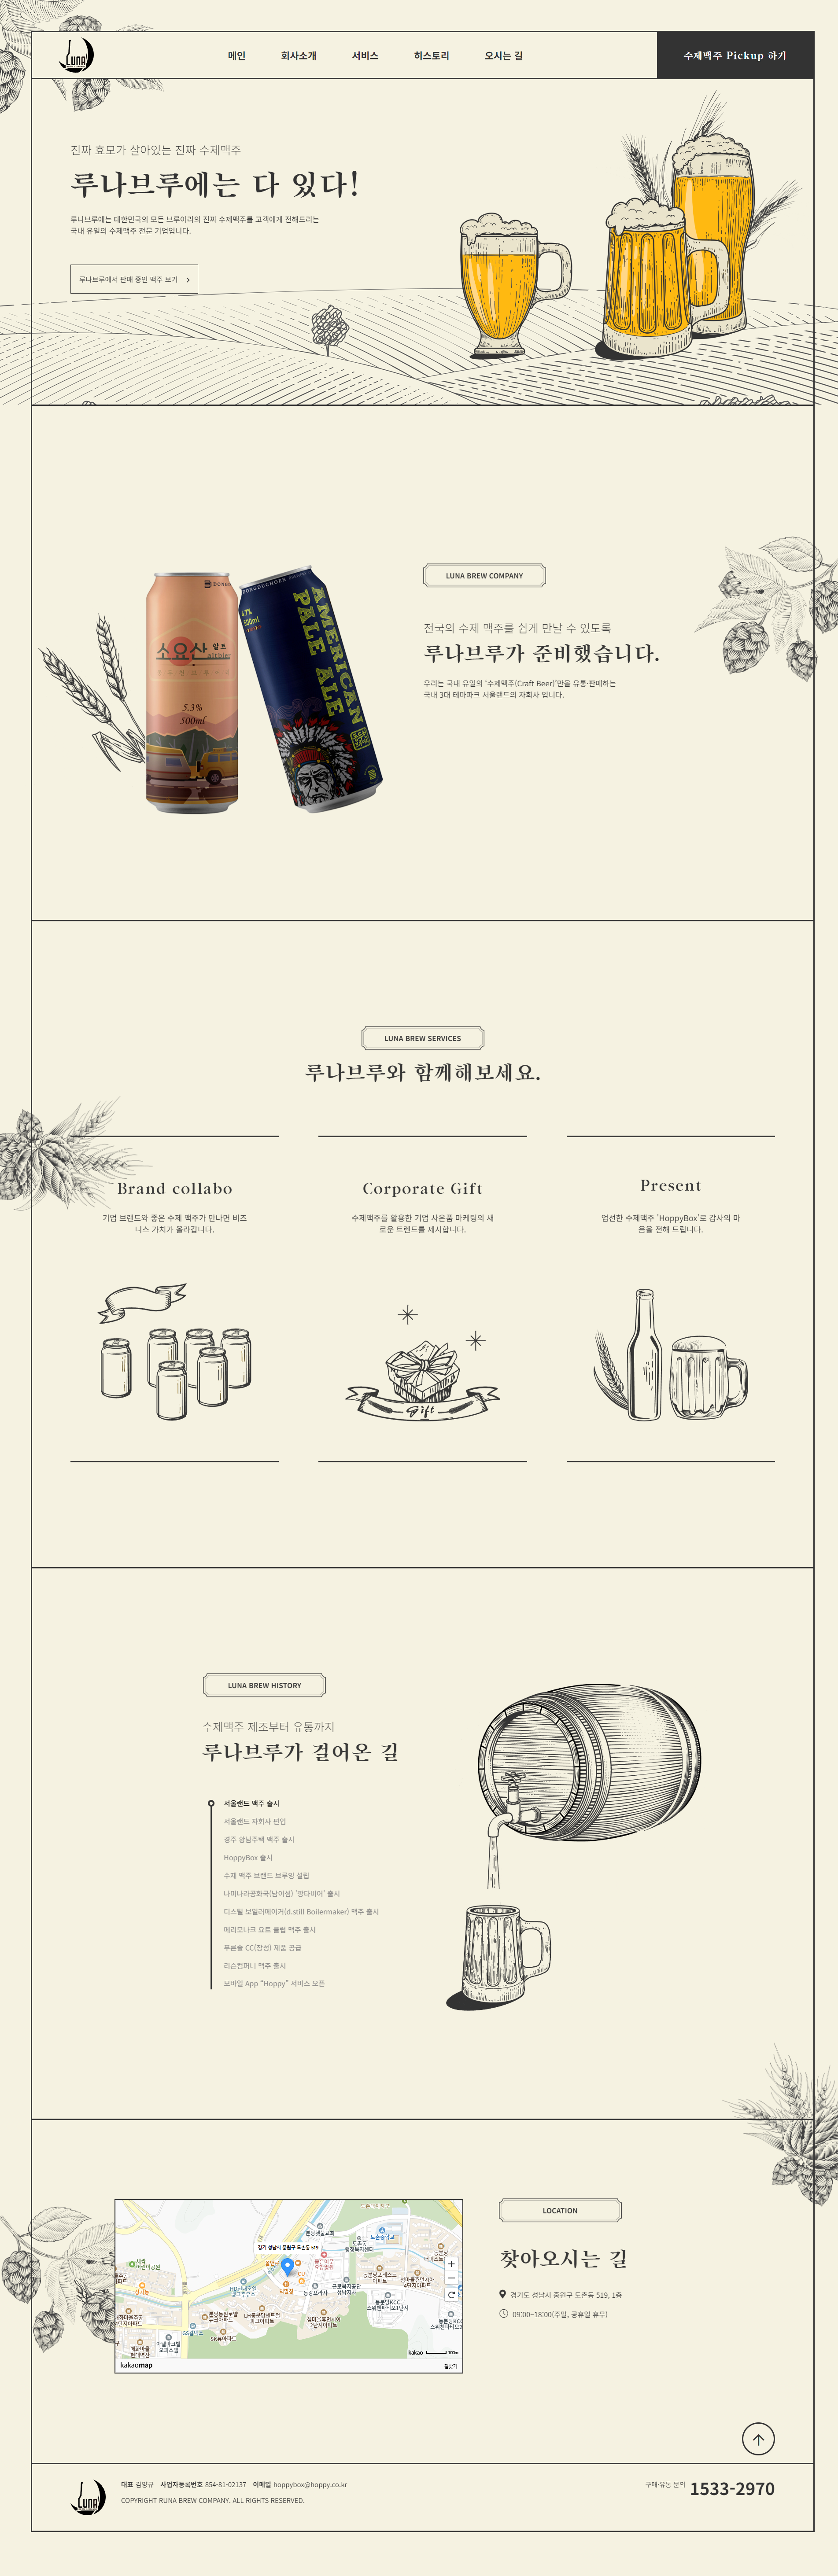 LUNA
메인
회사소개
서비스
히스토리
오시는 길
수제맥주 Pickup 하기
진짜 효모가 살아있는 진짜 수제맥주
루나브루에는 다 있다!
루나브루에는 대한민국의 모든 브루어리의 진짜 수제맥주를 고객에게 전해드리는
국내 유일의 수제맥주 전문 기업입니다.
루나브루에서 판매 중인 맥주 보기
소요산 알트
altbier
5.3%
500ml
AMERICAN
PALE ALE
4.7%
500ml
LUNA BREW COMPANY
전국의 수제 맥주를 쉽게 만날 수 있도록
루나브루가 준비했습니다.
우리는 국내 유일의 ‘수제맥주(Craft Beer)’만을 유통·판매하는
국내 3대 테마파크 서울랜드의 자회사 입니다.
LUNA BREW SERVICES
루나브루와 함께해보세요.
Brand collabo
기업 브랜드와 좋은 수제 맥주가 만나면 비즈
니스 가치가 올라갑니다.
Corporate Gift
수제맥주를 활용한 기업 사은품 마케팅의 새
로운 트렌드를 제시합니다.
Present
엄선한 수제맥주 ‘HoppyBox’로 감사의 마
음을 전해 드립니다.
Gift
LUNA BREW HISTORY
수제맥주 제조부터 유통까지
루나브루가 걸어온 길
서울랜드 맥주 출시
서울랜드 자회사 편입
경주 황남주택 맥주 출시
HoppyBox 출시
수제 맥주 브랜드 브루잉 설립
나미나라공화국(남이섬) ‘깡타비어’ 출시
디스틸 보일러메이커(d.still Boilermaker) 맥주 출시
메리모나크 요트 클럽 맥주 출시
푸른솔 CC(장성) 제품 공급
라손컴퍼니 맥주 출시
모바일 App “Hoppy” 서비스 오픈
경기 성남시 중원구 도촌동 519
kakaomap
kakao
100m
길찾기
LOCATION
찾아오시는 길
경기도 성남시 중원구 도촌동 519, 1층
09:00~18:00(주말, 공휴일 휴무)
LUNA
대표 김양규 사업자등록번호 854-81-02137 이메일 hoppybox@hoppy.co.kr
COPYRIGHT RUNA BREW COMPANY. ALL RIGHTS RESERVED.
구매·유통 문의 1533-2970